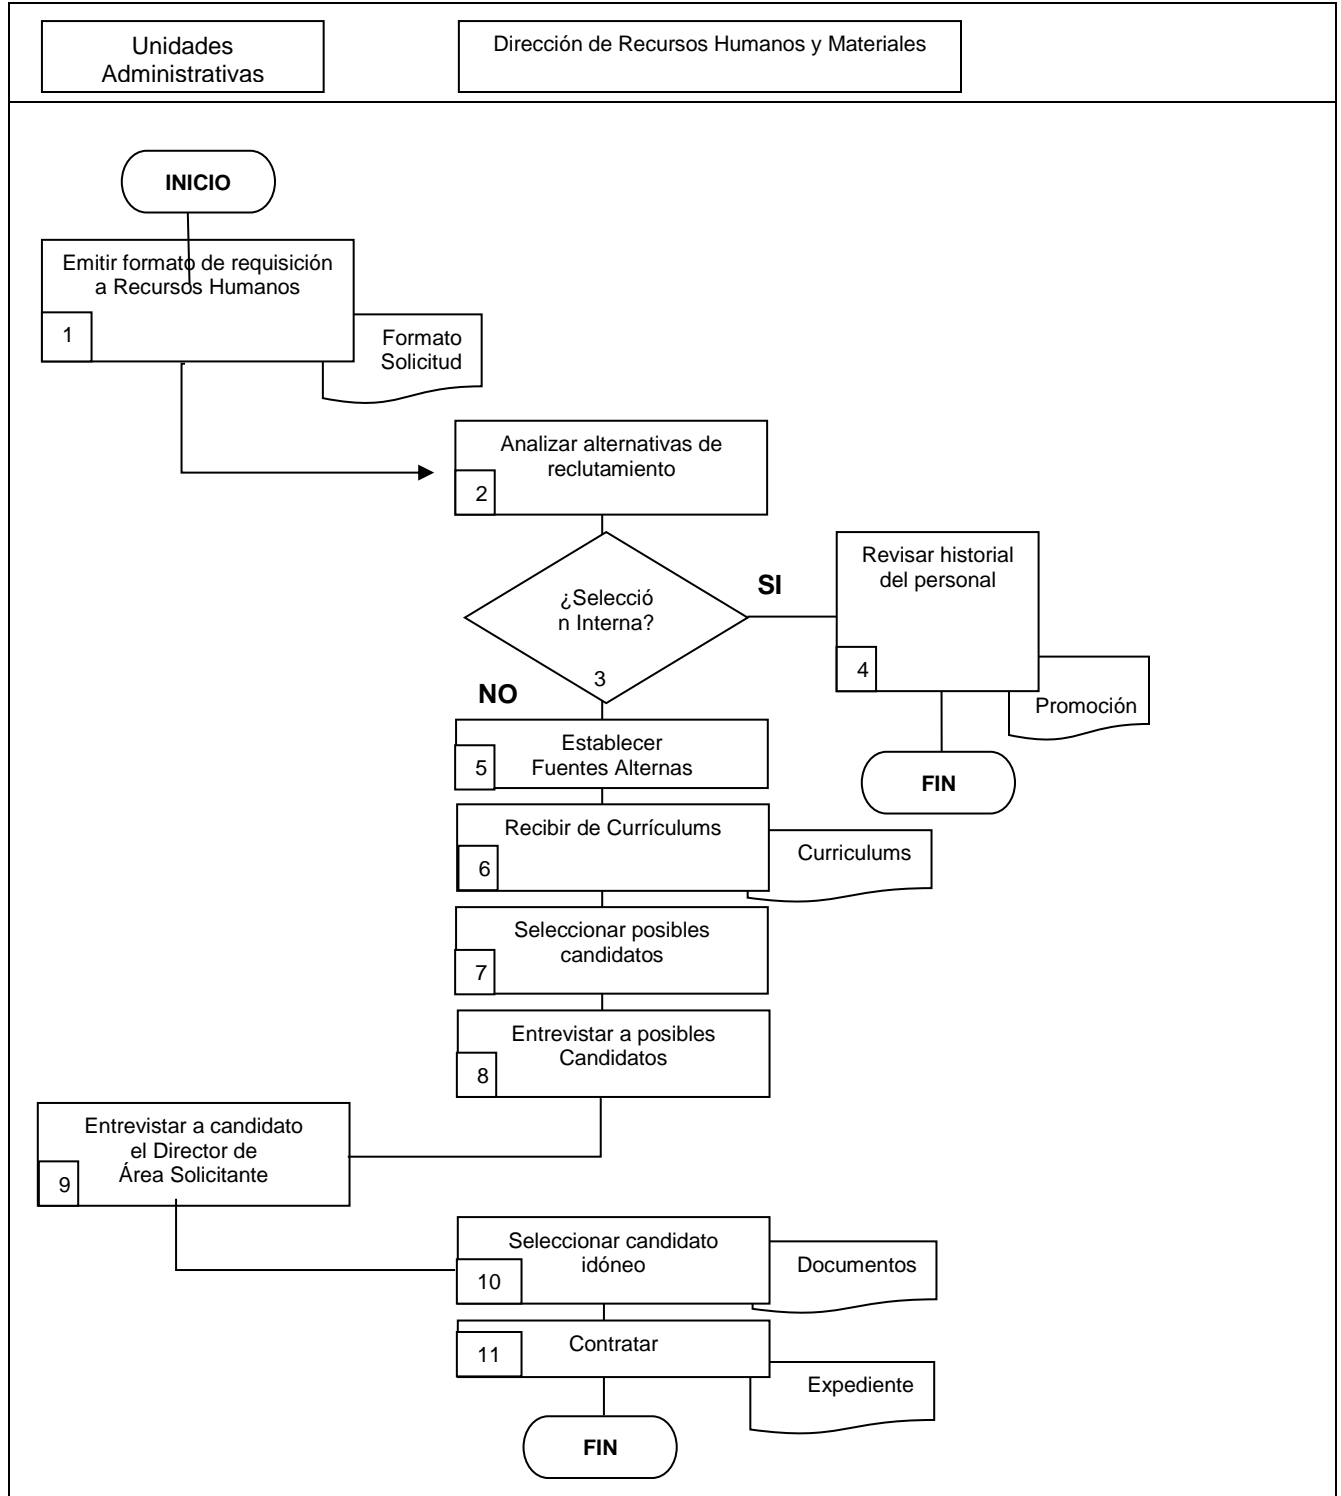 Unidades
Administrativas
Dirección de Recursos Humanos y Materiales
INICIO
Emitir formato de requisición
a Recursos Humanos
1
Formato
Solicitud
Analizar alternativas de
reclutamiento
2
¿Selecció
n Interna?
3
SI
Revisar historial
del personal
4
Promoción
FIN
NO
Establecer
Fuentes Alternas
5
Recibir de Currículums
6
Curriculums
Seleccionar posibles
candidatos
7
Entrevistar a posibles
Candidatos
8
Entrevistar a candidato
el Director de
Área Solicitante
9
Seleccionar candidato
idóneo
10
Documentos
Contratar
11
Expediente
FIN